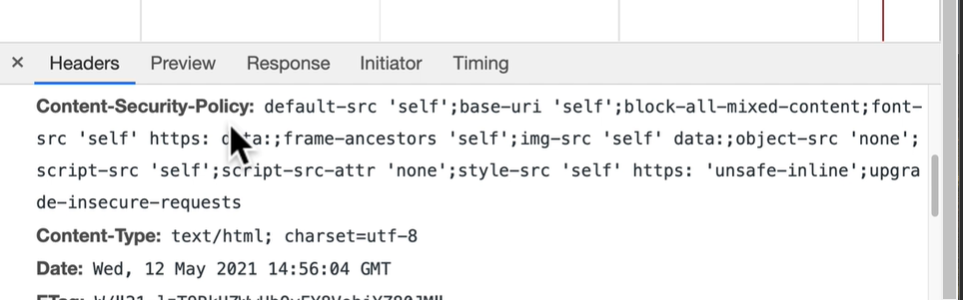 × Headers Preview Response Initiator Timing
Content-Security-Policy: default-src 'self';base-uri 'self';block-all-mixed-content;font-
src 'self' https: data:;frame-ancestors 'self';img-src 'self' data:;object-src 'none';
script-src 'self';script-src-attr 'none';style-src 'self' https: 'unsafe-inline';upgra
de-insecure-requests
Content-Type: text/html; charset=utf-8
Date: Wed, 12 May 2021 14:56:04 GMT